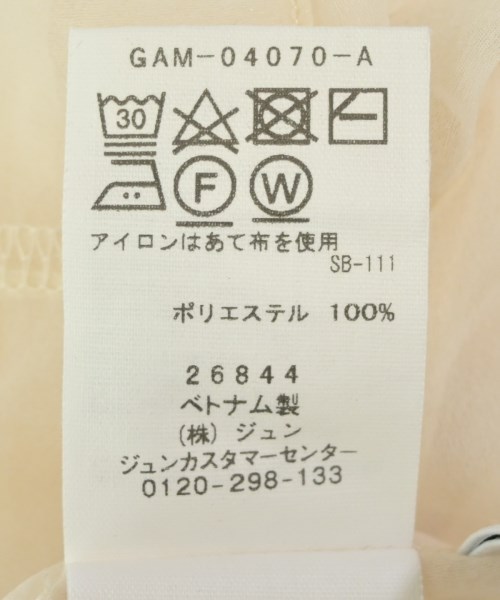 GAM-04070-A
30
F W
アイロンはあて布を使用
SB-111
ポリエステル 100%
26844
ベトナム製
(株) ジュン
ジュンカスタマーセンター
0120-298-133